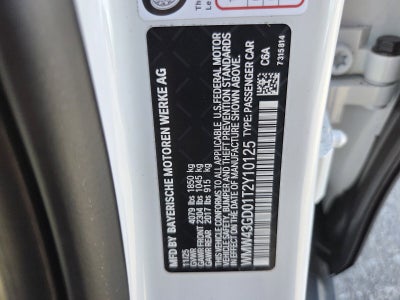 MFD BY BAYERISCHE MOTOREN WERKE AG
11/25
GVWR 4079 lbs 1850 kg
GAWR FRONT 2304 lbs 1045 kg
GAWR REAR 2017 lbs 915 kg
THIS VEHICLE CONFORMS TO ALL APPLICABLE U.S. FEDERAL MOTOR
VEHICLE SAFETY, BUMPER, AND THEFT PREVENTION STANDARDS
IN EFFECT ON THE DATE OF MANUFACTURE SHOWN ABOVE.
WMW43GD01T2Y10125 TYPE: PASSENGER CAR
C6A
7315814